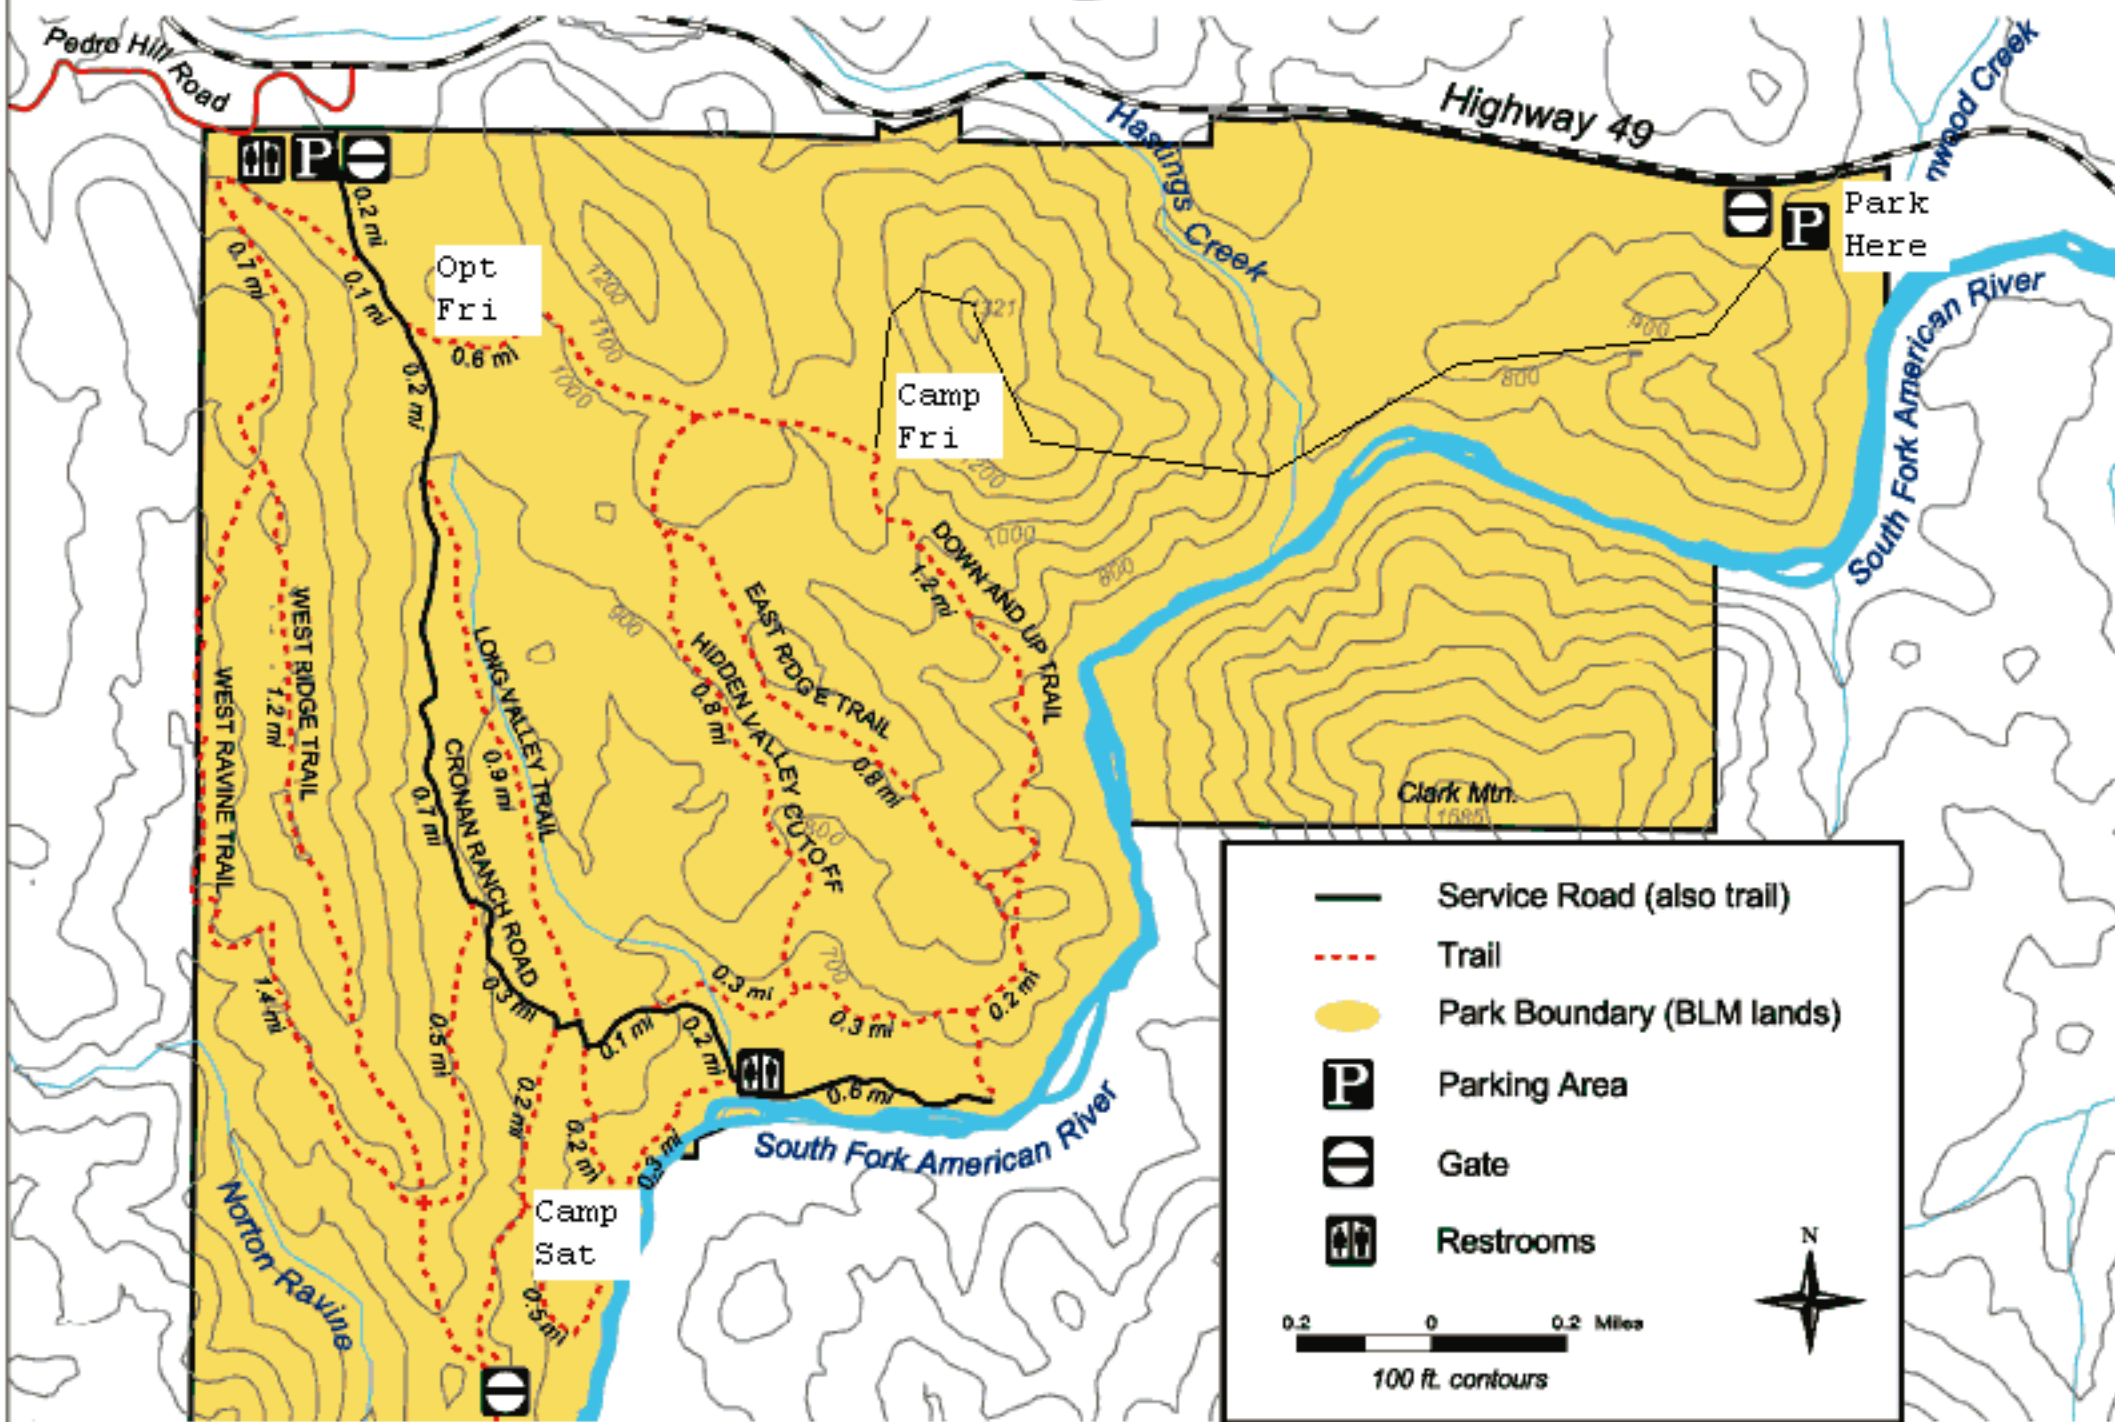 Pedro Hill Road
Highway 49
Hastings Creek
nwood Creek
P
P
Park
Here
South Fork American River
South Fork American River
0.2 mi
0.7 mi
0.1 mi
Opt
Fri
0.6 mi
0.2 mi
1200
1100
1000
321
Camp
Fri
1200
1000
900
800
900
800
DOWN AND UP TRAIL
1.2 mi
EAST RIDGE TRAIL
0.8 mi
HIDDEN VALLEY CUTOFF
0.8 mi
LONG VALLEY TRAIL
0.9 mi
WEST RIDGE TRAIL
1.2 mi
WEST RAVINE TRAIL
CRONAN RANCH ROAD
0.7 mi
800
700
Clark Mtn.
1585
0.3 mi
0.3 mi
0.3 mi
0.2 mi
1.4 mi
0.5 mi
0.1 mi
0.2 mi
0.6 mi
0.2 mi
0.2 mi
0.3 mi
South Fork American River
Camp
Sat
0.5 mi
Norton Ravine
Service Road (also trail)
Trail
Park Boundary (BLM lands)
P
Parking Area
Gate
Restrooms
N
0.2 0 0.2 Miles
100 ft. contours